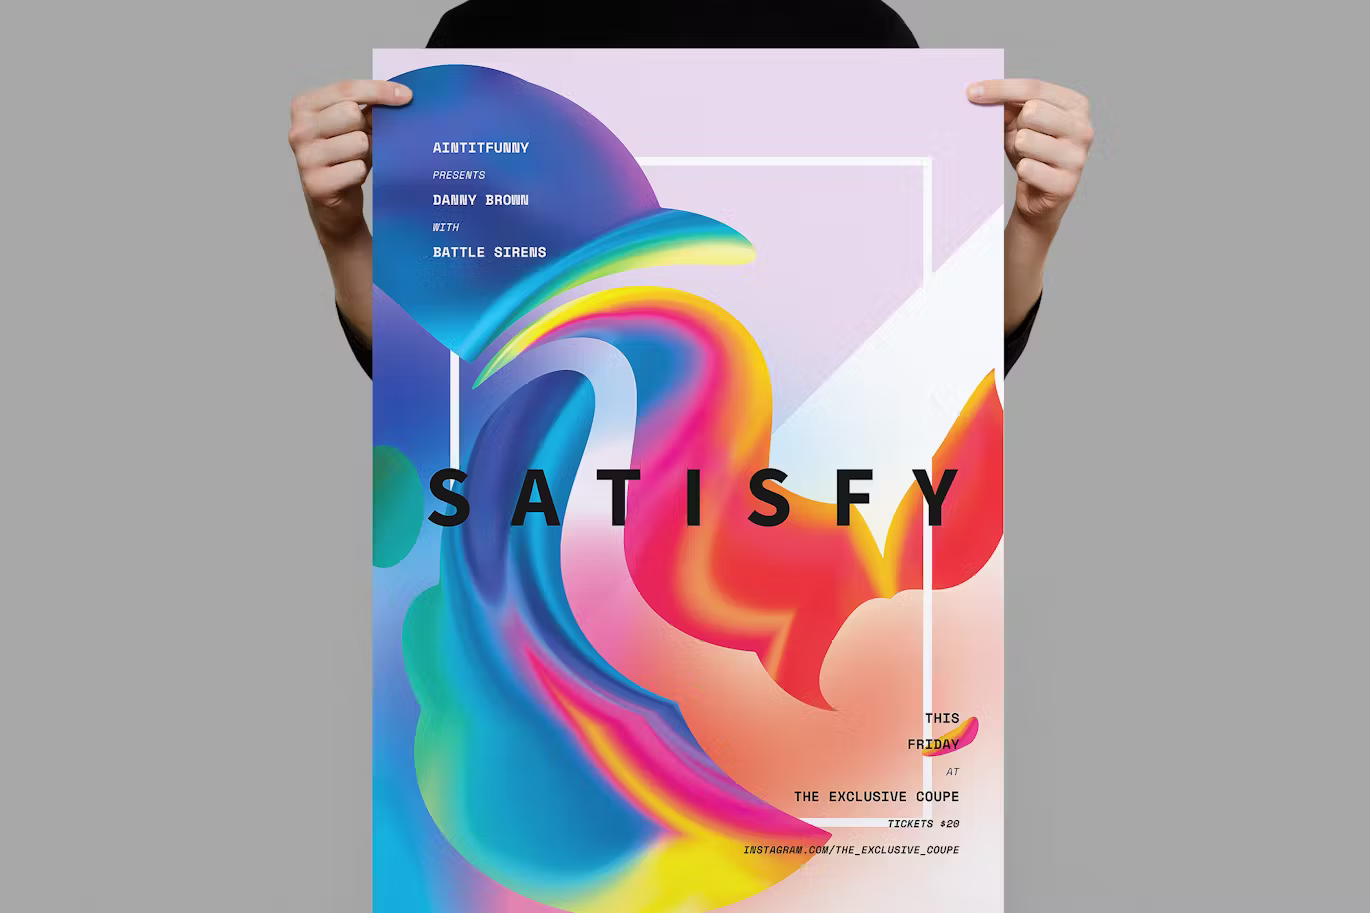 AINTITFUNNY
PRESENTS
DANNY BROWN
WITH
BATTLE SIRENS
SATISFY
THIS
FRIDAY
AT
THE EXCLUSIVE COUPE
TICKETS $20
INSTAGRAM.COM/THE_EXCLUSIVE_COUPE